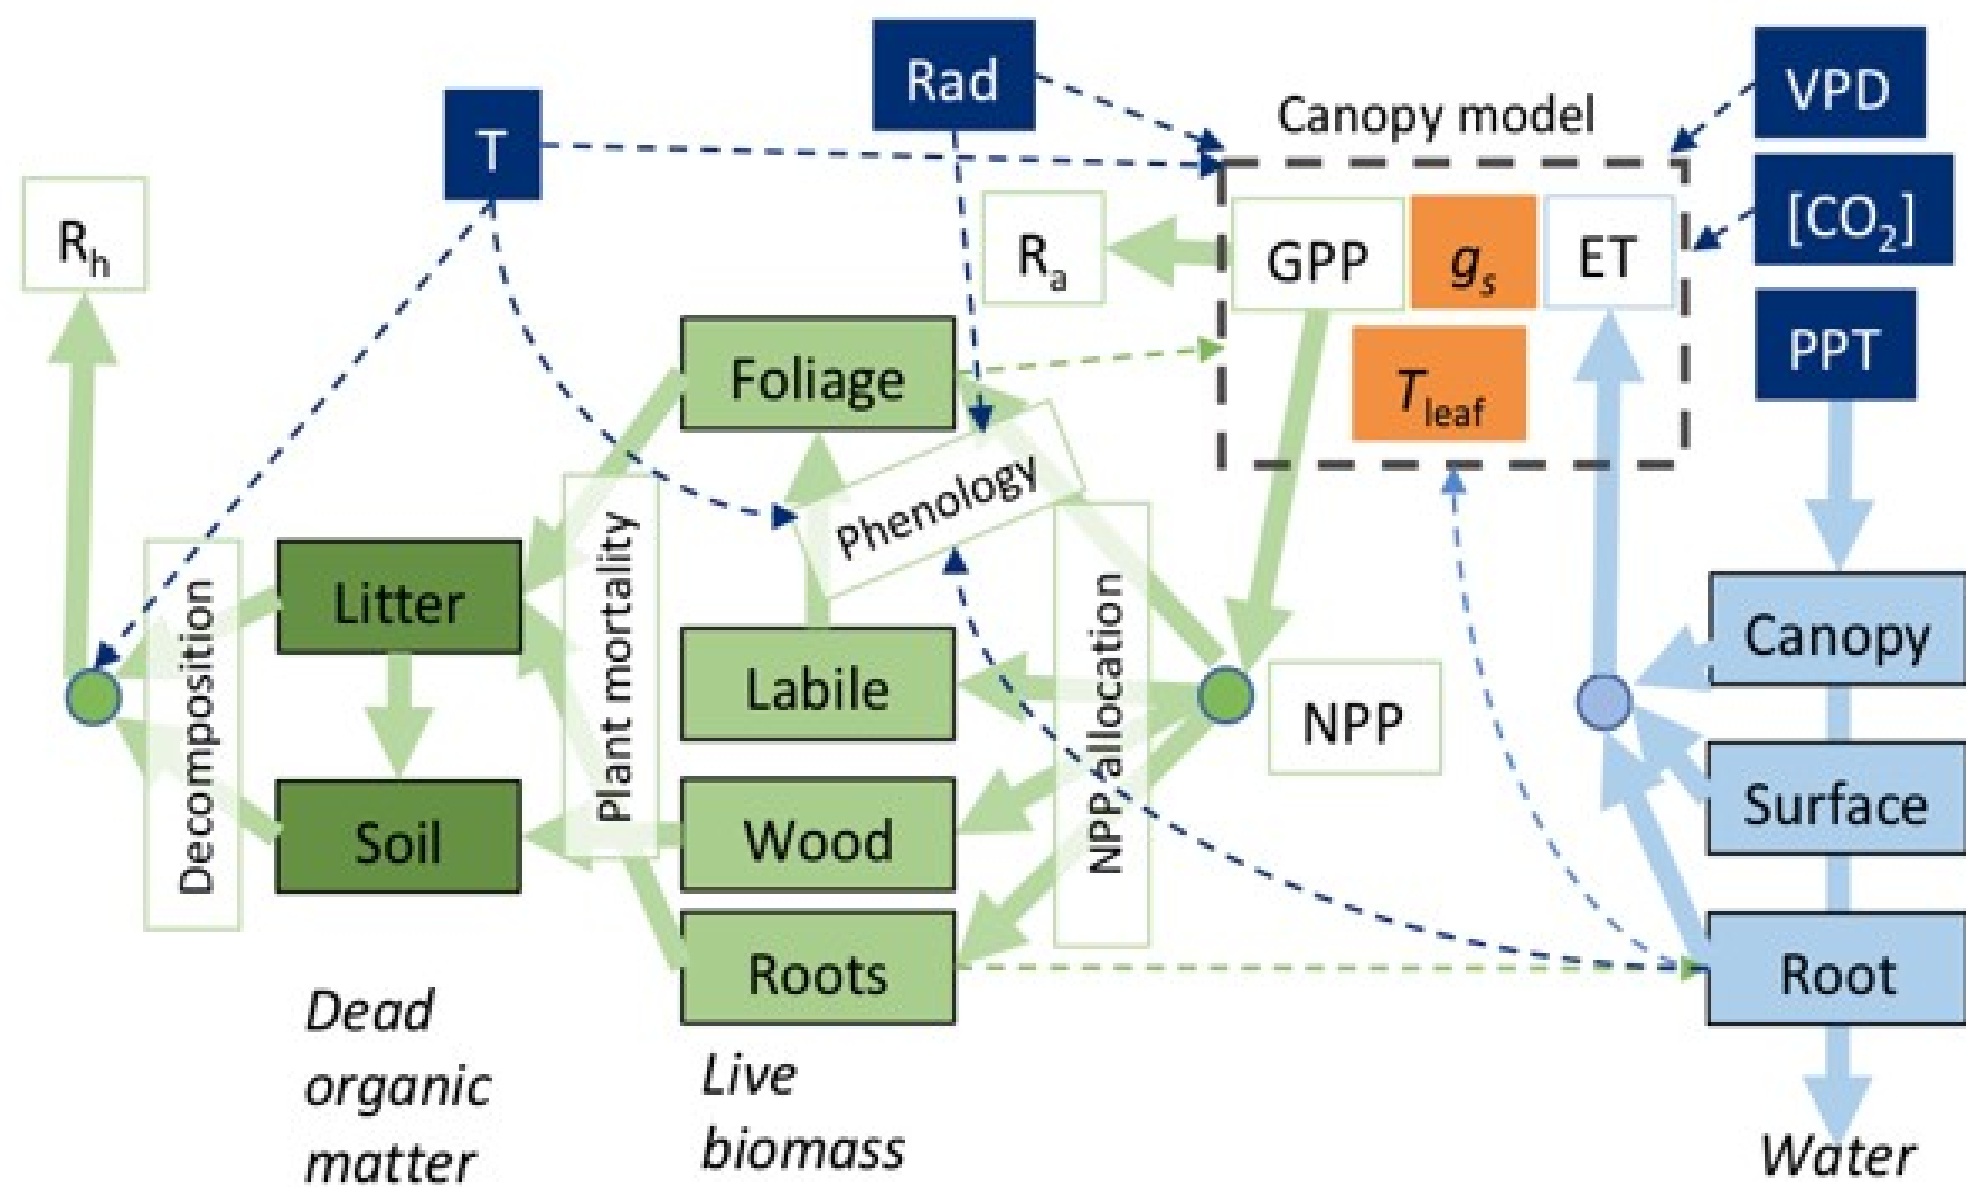 Rad
VPD
T
Canopy model
[CO₂]
Rₕ
Rₐ
GPP
gₛ
ET
PPT
Foliage
T_leaf
Phenology
Litter
Plant mortality
Decomposition
NPP allocation
Canopy
Labile
NPP
Soil
Wood
Surface
Roots
Root
Dead
organic
matter
Live
biomass
Water